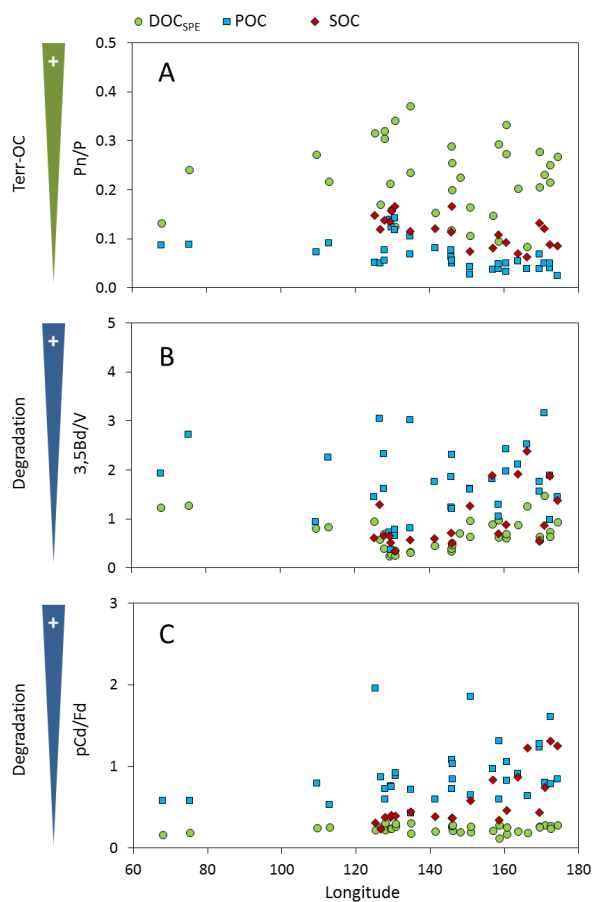 DOCSPE POC SOC
+
Terr-OC
Pn/P
A
0.5
0.4
0.3
0.2
0.1
0.0
+
Degradation
3,5Bd/V
B
5
4
3
2
1
0
+
Degradation
pCd/Fd
C
3
2
1
0
60 80 100 120 140 160 180
Longitude